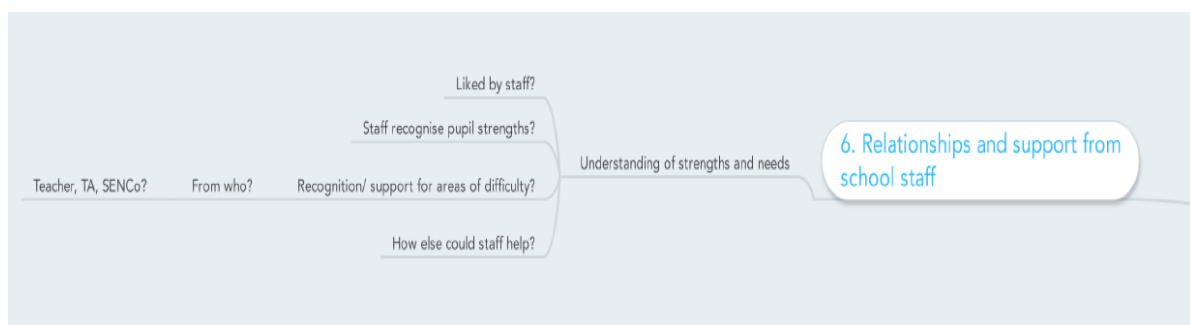 Liked by staff?
Staff recognise pupil strengths?
Understanding of strengths and needs
6. Relationships and support from
school staff
Teacher, TA, SENCo?
From who?
Recognition/ support for areas of difficulty?
How else could staff help?